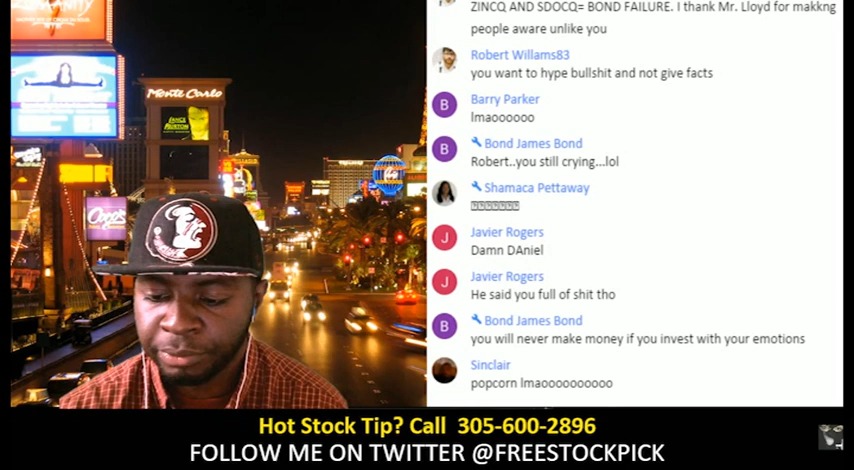 ZUMANITY
Monte Carlo
LANCE
BURTON
ZINCQ AND SDOCQ= BOND FAILURE. I thank Mr. Lloyd for makkng
people aware unlike you
Robert Willams83
you want to hype bullshit and not give facts
B
Barry Parker
lmaoooooo
B
Bond James Bond
Robert..you still crying...lol
Shamaca Pettaway
J
Javier Rogers
Damn DAniel
J
Javier Rogers
He said you full of shit tho
B
Bond James Bond
you will never make money if you invest with your emotions
Sinclair
popcorn lmaoooooooooo
Hot Stock Tip? Call 305-600-2896
FOLLOW ME ON TWITTER @FREESTOCKPICK